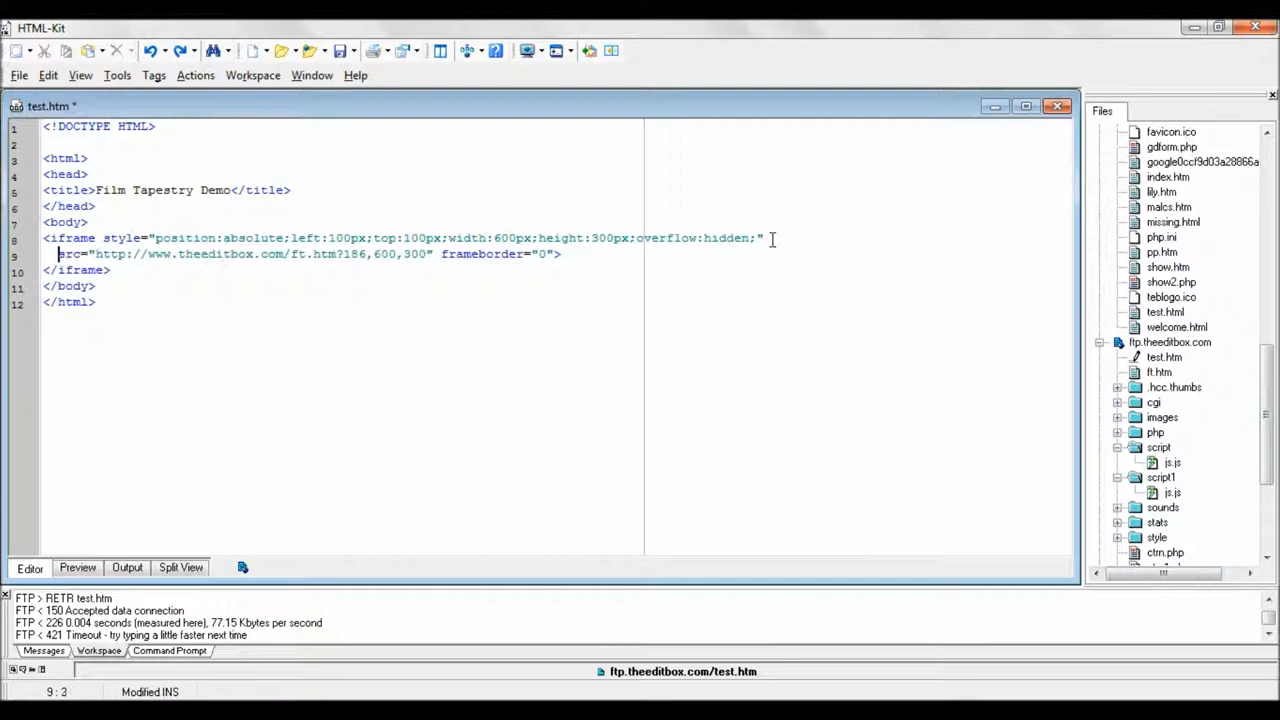 HTML-Kit
File Edit View Tools Tags Actions Workspace Window Help
test.htm *
1 <!DOCTYPE HTML>
2
3 <html>
4 <head>
5 <title>Film Tapestry Demo</title>
6 </head>
7 <body>
8 <iframe style="position:absolute;left:100px;top:100px;width:600px;height:300px;overflow:hidden;"
9 src="http://www.theeditbox.com/ft.htm?186,600,300" frameborder="0">
10 </iframe>
11 </body>
12 </html>
Editor Preview Output Split View
Files
favicon.ico
gdform.php
google0ccf9d03a28866a
index.htm
lily.htm
malcs.htm
missing.html
php.ini
pp.htm
show.htm
show2.php
teblogo.ico
test.html
welcome.html
ftp.theeditbox.com
test.htm
ft.htm
.hcc.thumbs
cgi
images
php
script
js.js
script1
js.js
sounds
stats
style
ctrn.php
FTP > RETR test.htm
FTP < 150 Accepted data connection
FTP < 226 0.004 seconds (measured here), 77.15 Kbytes per second
FTP < 421 Timeout - try typing a little faster next time
Messages Workspace Command Prompt
ftp.theeditbox.com/test.htm
9 : 3 Modified INS